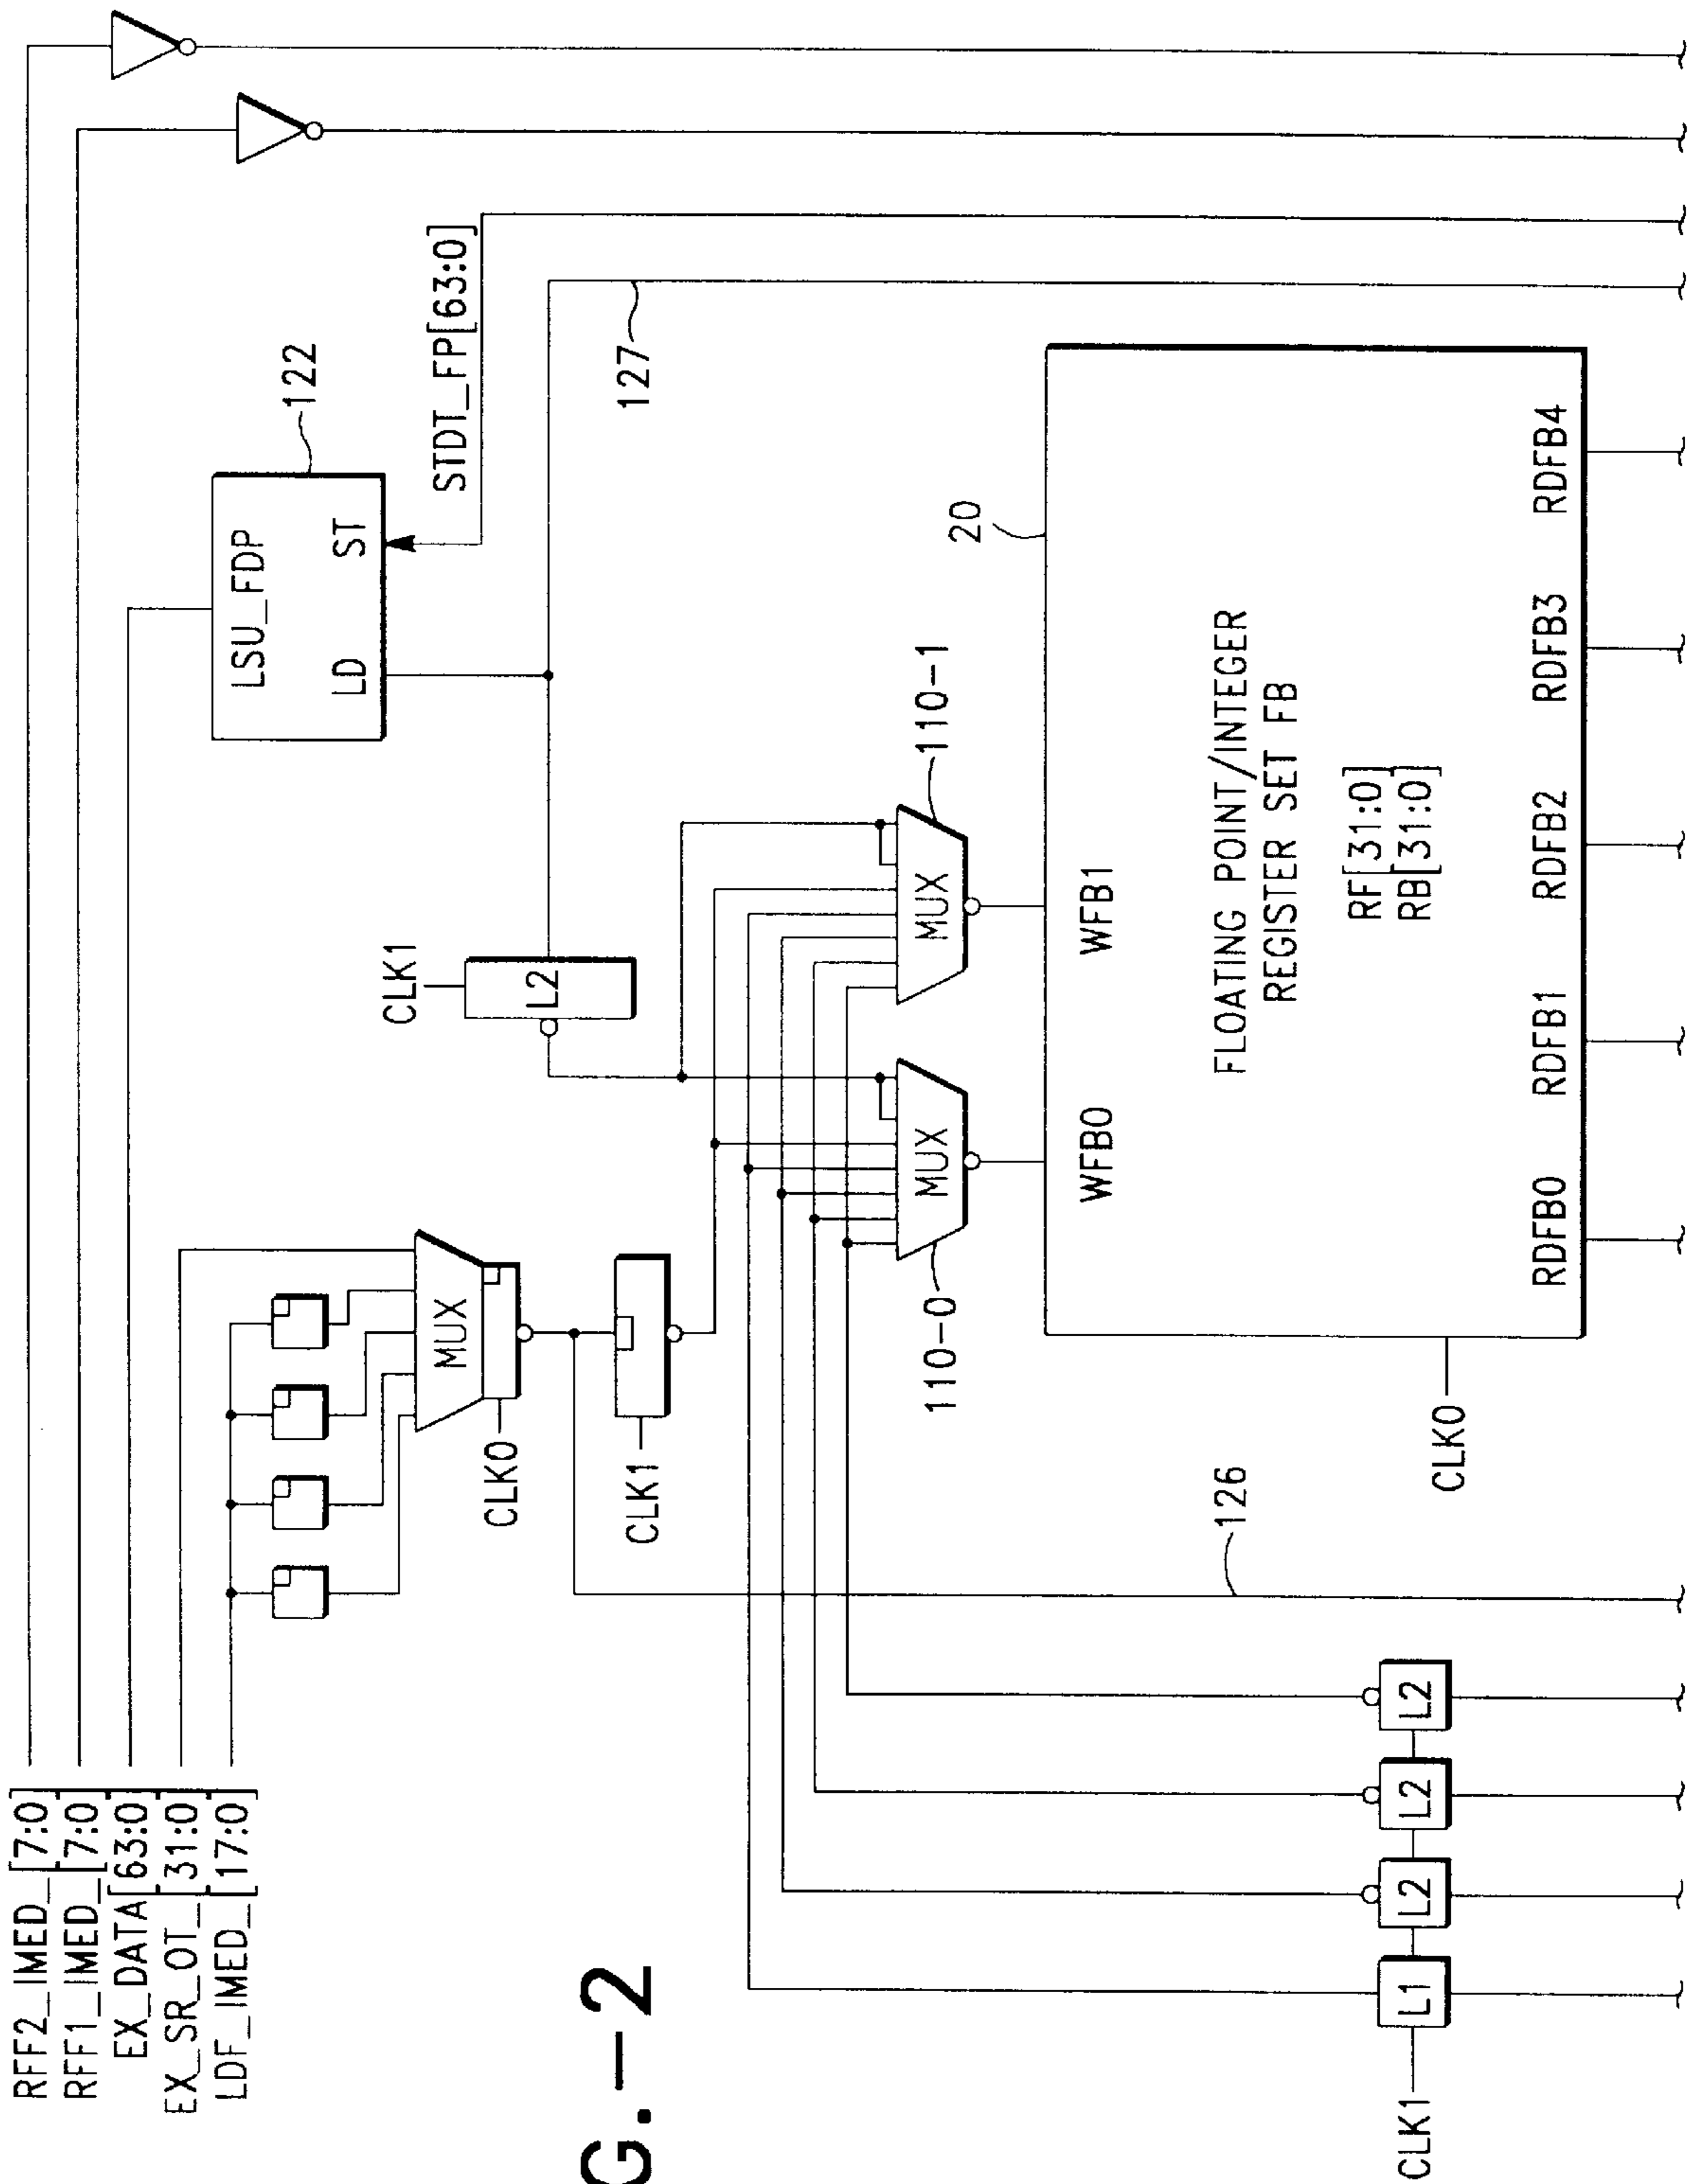 RFF2_IMED_[7:0]
RFF1_IMED_[7:0]
EX_DATA[63:0]
EX_SR_OT_[31:0]
LDF_IMED_[17:0]
LSU_FDP
LD ST
122
STDT_FP[63:0]
127
MUX
CLK0
CLK1
CLK1
L2
MUX
MUX
110-0
110-1
20
WFB0
WFB1
FLOATING POINT/INTEGER
REGISTER SET FB
RF[31:0]
RB[31:0]
RDFB0
RDFB1
RDFB2
RDFB3
RDFB4
CLK0
126
CLK1
L1
L2
L2
L2
G.-2